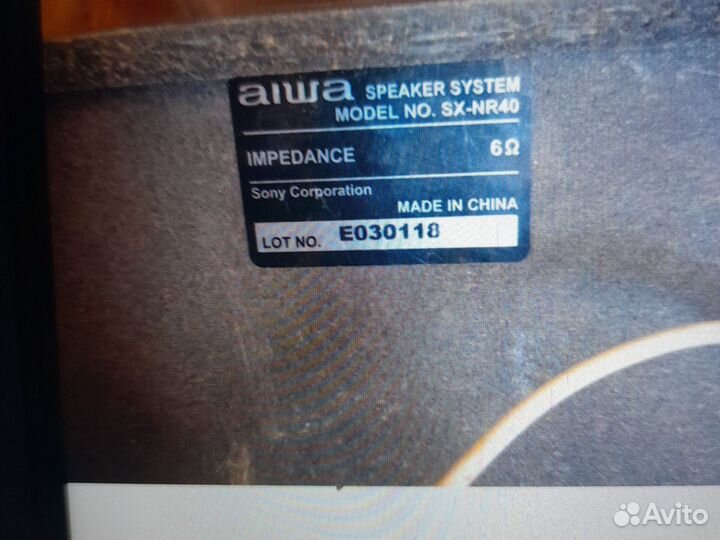 aiwa SPEAKER SYSTEM
MODEL NO. SX-NR40
IMPEDANCE 6Ω
Sony Corporation
MADE IN CHINA
LOT NO. E030118
Avito